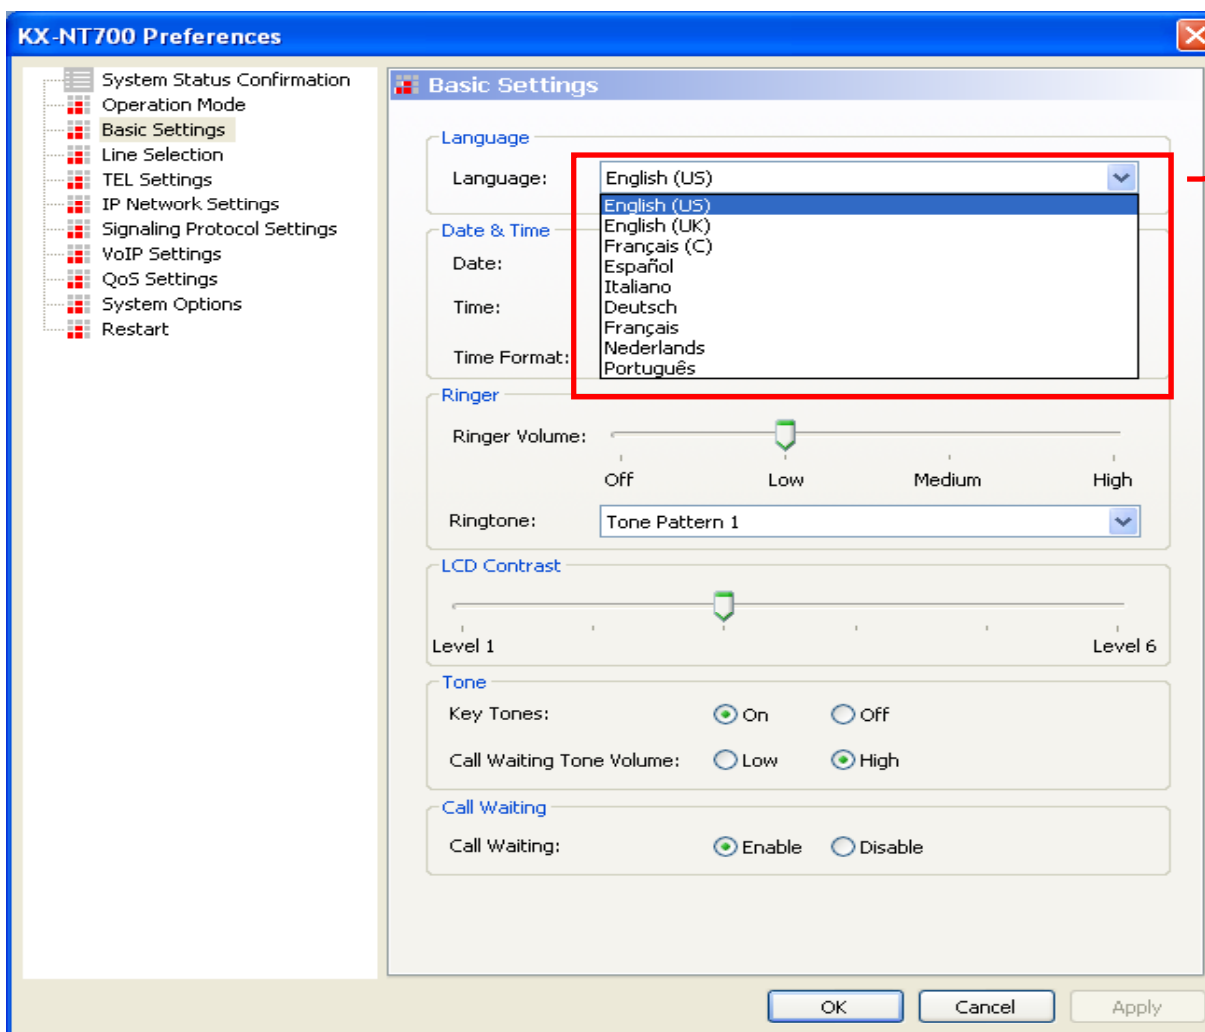 KX-NT700 Preferences
System Status Confirmation
Operation Mode
Basic Settings
Line Selection
TEL Settings
IP Network Settings
Signaling Protocol Settings
VoIP Settings
QoS Settings
System Options
Restart
Basic Settings
Language
Language: English (US)
English (US)
English (UK)
Français (C)
Español
Italiano
Deutsch
Français
Nederlands
Português
Date & Time
Date:
Time:
Time Format:
Ringer
Ringer Volume:
Off Low Medium High
Ringtone: Tone Pattern 1
LCD Contrast
Level 1 Level 6
Tone
Key Tones: On Off
Call Waiting Tone Volume: Low High
Call Waiting
Call Waiting: Enable Disable
OK Cancel Apply